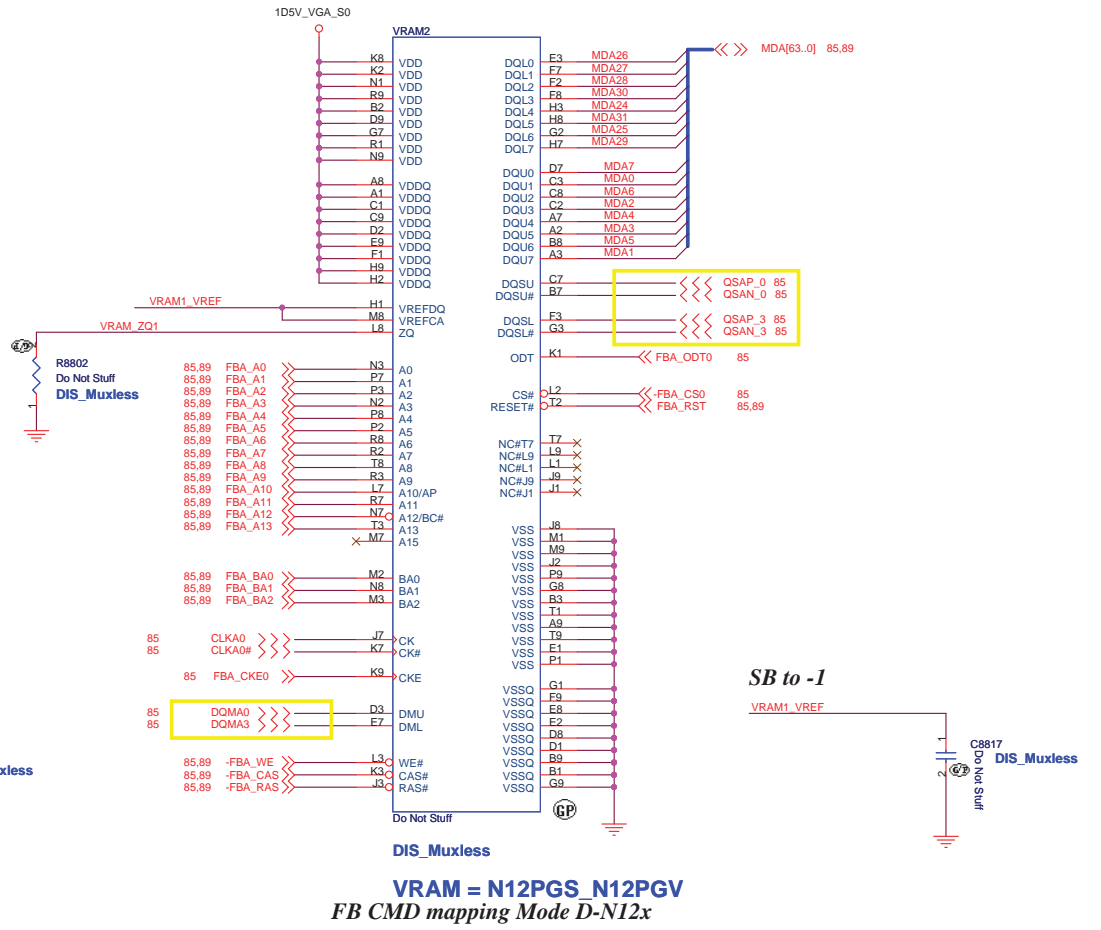 1D5V_VGA_S0
VRAM2
K8 VDD
K2 VDD
N1 VDD
R9 VDD
B2 VDD
D9 VDD
G7 VDD
R1 VDD
N9 VDD
A8 VDDQ
A1 VDDQ
C1 VDDQ
C9 VDDQ
D2 VDDQ
E9 VDDQ
F1 VDDQ
H9 VDDQ
H2 VDDQ
VRAM1_VREF H1 VREFDQ
M8 VREFCA
VRAM_ZQ1 L8 ZQ
R8802
Do Not Stuff
DIS_Muxless
1
85,89 FBA_A0 N3 A0
85,89 FBA_A1 P7 A1
85,89 FBA_A2 P3 A2
85,89 FBA_A3 N2 A3
85,89 FBA_A4 P8 A4
85,89 FBA_A5 P2 A5
85,89 FBA_A6 R8 A6
85,89 FBA_A7 R2 A7
85,89 FBA_A8 T8 A8
85,89 FBA_A9 R3 A9
85,89 FBA_A10 L7 A10/AP
85,89 FBA_A11 R7 A11
85,89 FBA_A12 N7 A12/BC#
85,89 FBA_A13 T3 A13
M7 A15
85,89 FBA_BA0 M2 BA0
85,89 FBA_BA1 N8 BA1
85,89 FBA_BA2 M3 BA2
85 CLKA0 J7 CK
85 CLKA0# K7 CK#
85 FBA_CKE0 K9 CKE
85 DQMA0 D3 DMU
85 DQMA3 E7 DML
85,89 -FBA_WE L3 WE#
85,89 -FBA_CAS K3 CAS#
85,89 -FBA_RAS J3 RAS#
xless
DQL0 E3 MDA26
DQL1 F7 MDA27
DQL2 F2 MDA28
DQL3 F8 MDA30
DQL4 H3 MDA24
DQL5 H8 MDA31
DQL6 G2 MDA25
DQL7 H7 MDA29
MDA[63..0] 85,89
DQU0 D7 MDA7
DQU1 C3 MDA0
DQU2 C8 MDA6
DQU3 C2 MDA2
DQU4 A7 MDA4
DQU5 A2 MDA3
DQU6 B8 MDA5
DQU7 A3 MDA1
DQSU C7 QSAP_0 85
DQSU# B7 QSAN_0 85
DQSL F3 QSAP_3 85
DQSL# G3 QSAN_3 85
ODT K1 FBA_ODT0 85
CS# L2 -FBA_CS0 85
RESET# T2 FBA_RST 85,89
NC#T7 T7
NC#L9 L9
NC#L1 L1
NC#J9 J9
NC#J1 J1
VSS J8
VSS M1
VSS M9
VSS J2
VSS P9
VSS G8
VSS B3
VSS T1
VSS A9
VSS T9
VSS E1
VSS P1
VSSQ G1
VSSQ F9
VSSQ E8
VSSQ E2
VSSQ D8
VSSQ D1
VSSQ B9
VSSQ B1
VSSQ G9
GP
Do Not Stuff
DIS_Muxless
SB to -1
VRAM1_VREF
1
2
C8817
Do Not Stuff
DIS_Muxless
VRAM = N12PGS_N12PGV
FB CMD mapping Mode D-N12x